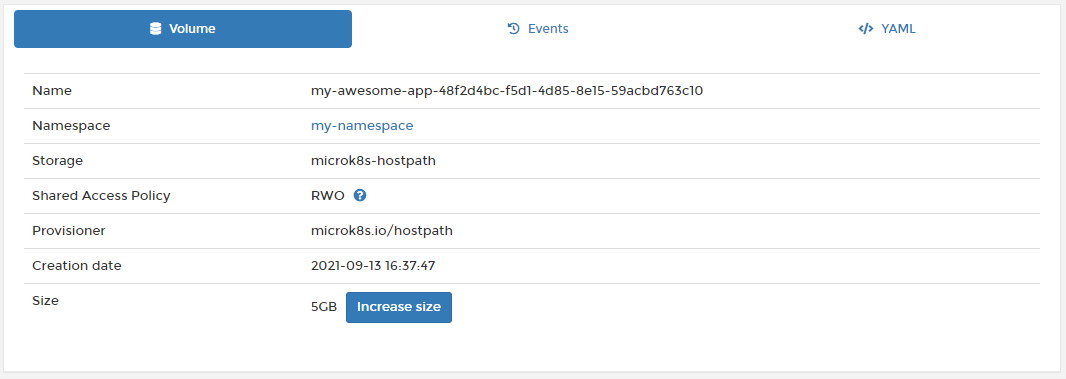 Volume Events YAML
Name my-awesome-app-48f2d4bc-f5d1-4d85-8e15-59acbd763c10
Namespace my-namespace
Storage microk8s-hostpath
Shared Access Policy RWO
Provisioner microk8s.io/hostpath
Creation date 2021-09-13 16:37:47
Size 5GB Increase size